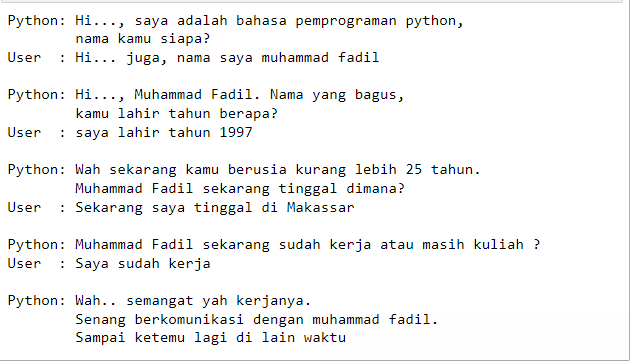 Python: Hi..., saya adalah bahasa pemprograman python,
        nama kamu siapa?
User  : Hi... juga, nama saya muhammad fadil

Python: Hi..., Muhammad Fadil. Nama yang bagus,
        kamu lahir tahun berapa?
User  : saya lahir tahun 1997

Python: Wah sekarang kamu berusia kurang lebih 25 tahun.
        Muhammad Fadil sekarang tinggal dimana?
User  : Sekarang saya tinggal di Makassar

Python: Muhammad Fadil sekarang sudah kerja atau masih kuliah ?
User  : Saya sudah kerja

Python: Wah.. semangat yah kerjanya.
        Senang berkomunikasi dengan muhammad fadil.
        Sampai ketemu lagi di lain waktu